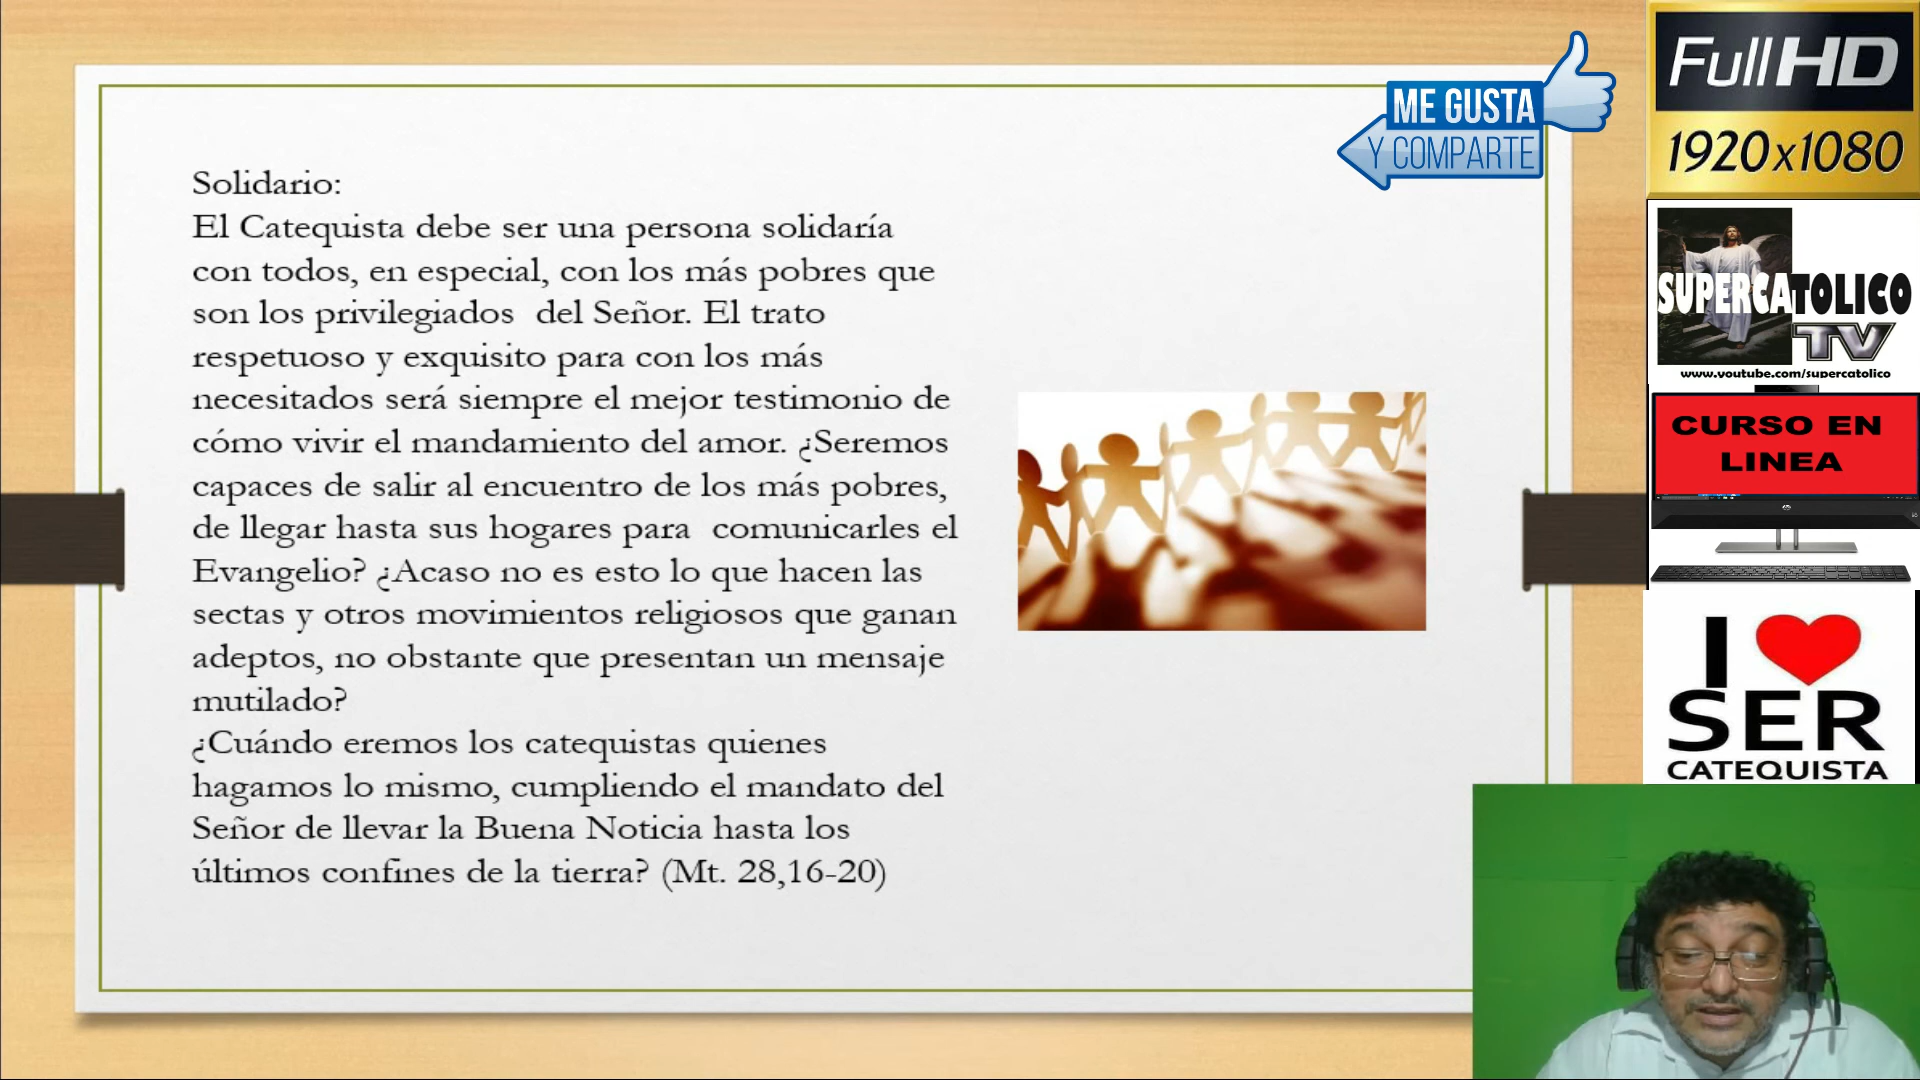 Solidario:
El Catequista debe ser una persona solidaría
con todos, en especial, con los más pobres que
son los privilegiados del Señor. El trato
respetuoso y exquisito para con los más
necesitados será siempre el mejor testimonio de
cómo vivir el mandamiento del amor. ¿Seremos
capaces de salir al encuentro de los más pobres,
de llegar hasta sus hogares para comunicarles el
Evangelio? ¿Acaso no es esto lo que hacen las
sectas y otros movimientos religiosos que ganan
adeptos, no obstante que presentan un mensaje
mutilado?
¿Cuándo eremos los catequistas quienes
hagamos lo mismo, cumpliendo el mandato del
Señor de llevar la Buena Noticia hasta los
últimos confines de la tierra? (Mt. 28,16-20)
ME GUSTA
Y COMPARTE
Full HD
1920x1080
SUPERCATOLICO
TV
www.youtube.com/supercatolico
CURSO EN
LINEA
hp
I
SER
CATEQUISTA